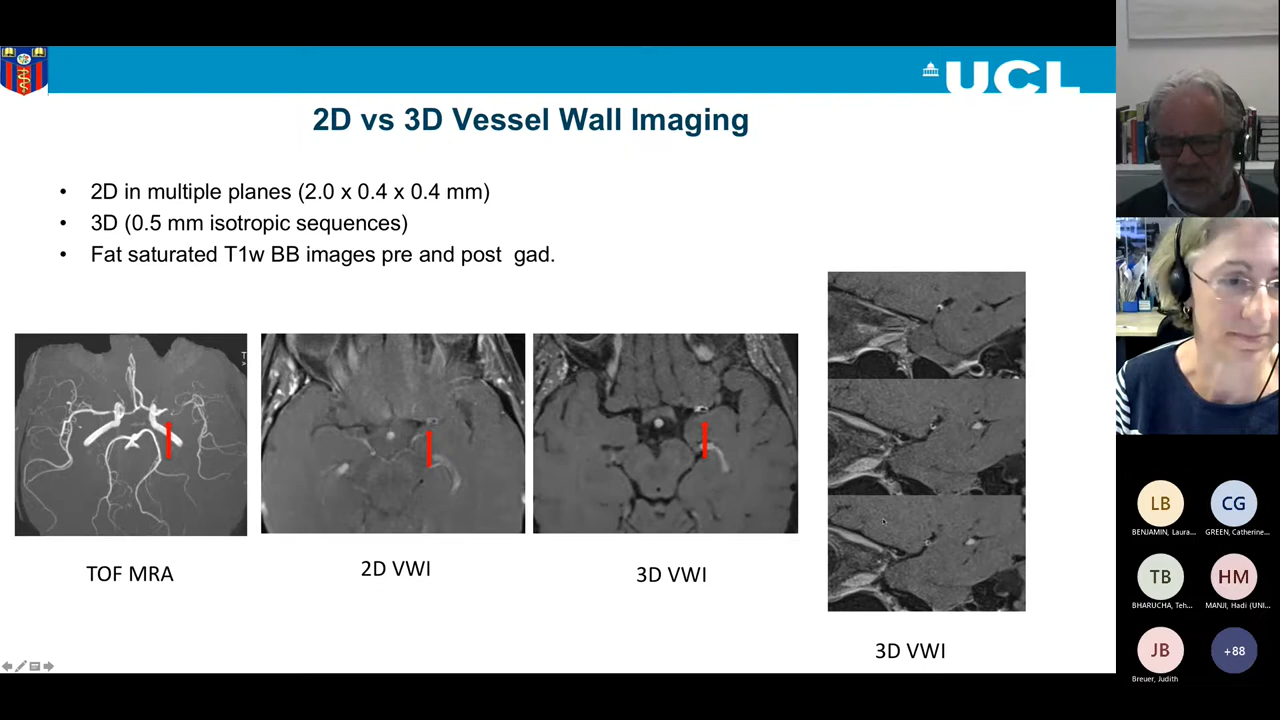 UCL
2D vs 3D Vessel Wall Imaging
• 2D in multiple planes (2.0 x 0.4 x 0.4 mm)
• 3D (0.5 mm isotropic sequences)
• Fat saturated T1w BB images pre and post gad.
T
TOF MRA
2D VWI
3D VWI
3D VWI
LB
BENJAMIN, Laura...
CG
GREEN, Catherine...
TB
BHARUCHA, Teh...
HM
MANJI, Hadi (UNI...
JB
Breuer, Judith
+88